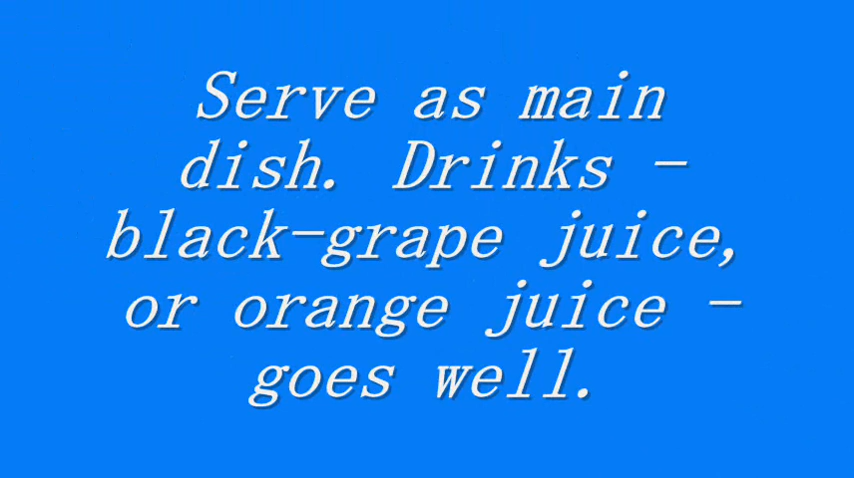 Serve as main
dish. Drinks -
black-grape juice,
or orange juice -
goes well.